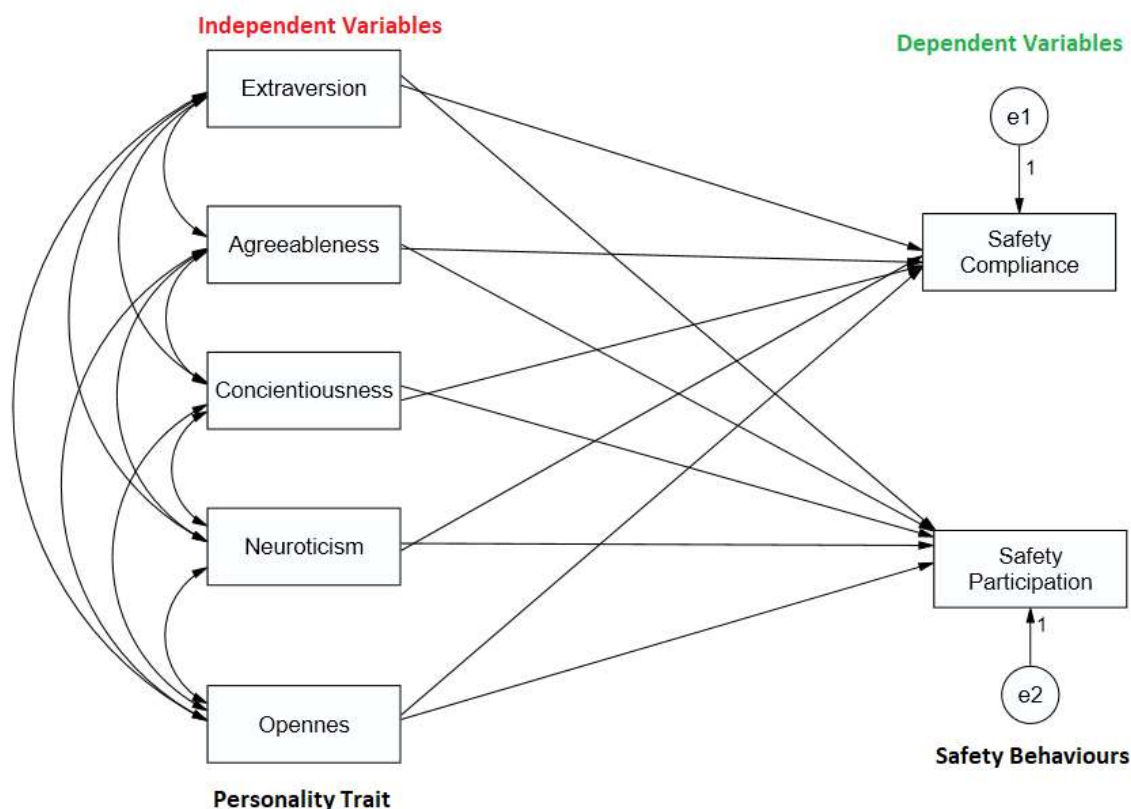 Independent Variables
Dependent Variables
Extraversion
e1
1
Agreeableness
Safety
Compliance
Concientiousness
Neuroticism
Safety
Participation
1
e2
Opennes
Safety Behaviours
Personality Trait